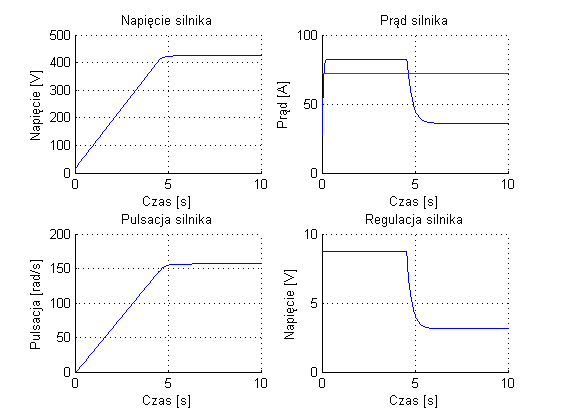 Napięcie silnika
Napięcie [V]
500
400
300
200
100
0
0 5 10
Czas [s]
Prąd silnika
Prąd [A]
100
50
0
0 5 10
Czas [s]
Pulsacja silnika
Pulsacja [rad/s]
200
150
100
50
0
0 5 10
Czas [s]
Regulacja silnika
Napięcie [V]
10
5
0
0 5 10
Czas [s]